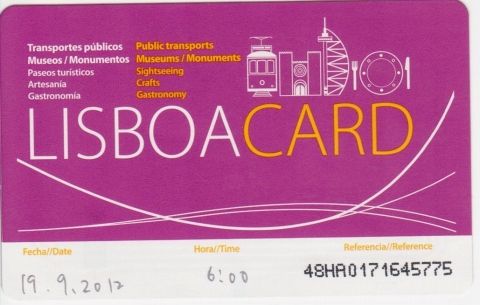 Transportes públicos Public transports
Museos / Monumentos Museums / Monuments
Paseos turísticos Sightseeing
Artesanía Crafts
Gastronomía Gastronomy
LISBOACARD
Fecha//Date Hora//Time Referencia//Reference
19.9.2012 6:00 48HA0171645775